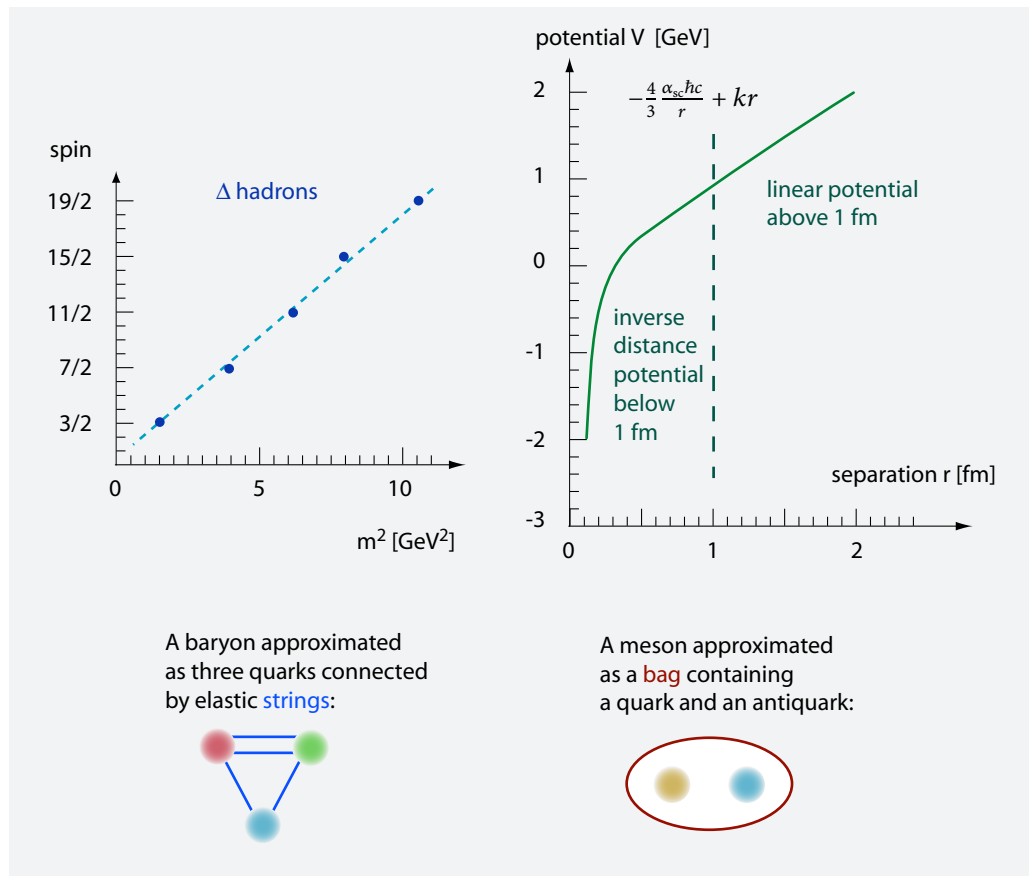 spin
Δ hadrons
19/2
15/2
11/2
7/2
3/2
0
5
10
m² [GeV²]
potential V [GeV]
2
1
0
-1
-2
-3
−4/3 αscħc/r + kr
linear potential
above 1 fm
inverse
distance
potential
below
1 fm
separation r [fm]
0
1
2
A baryon approximated
as three quarks connected
by elastic strings:
A meson approximated
as a bag containing
a quark and an antiquark: